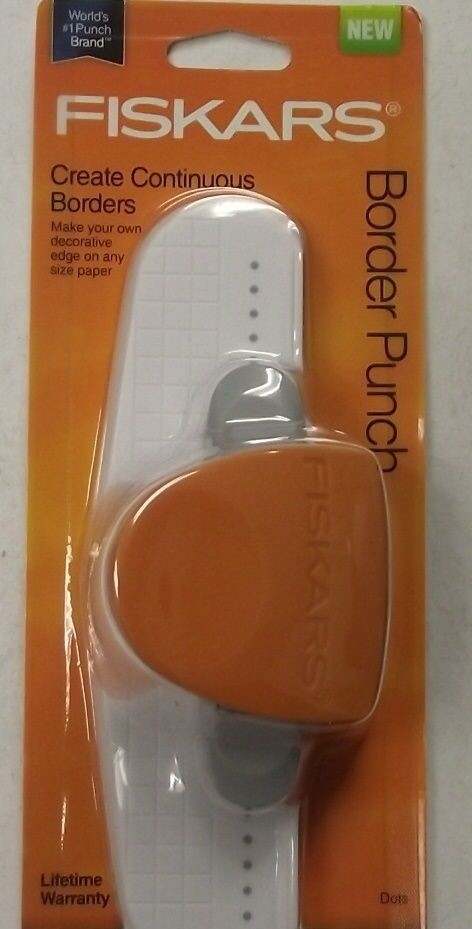 World's
#1 Punch
Brand™
NEW
FISKARS®
Create Continuous
Borders
Make your own
decorative
edge on any
size paper
Border Punch
FISKARS®
Lifetime
Warranty
Dots